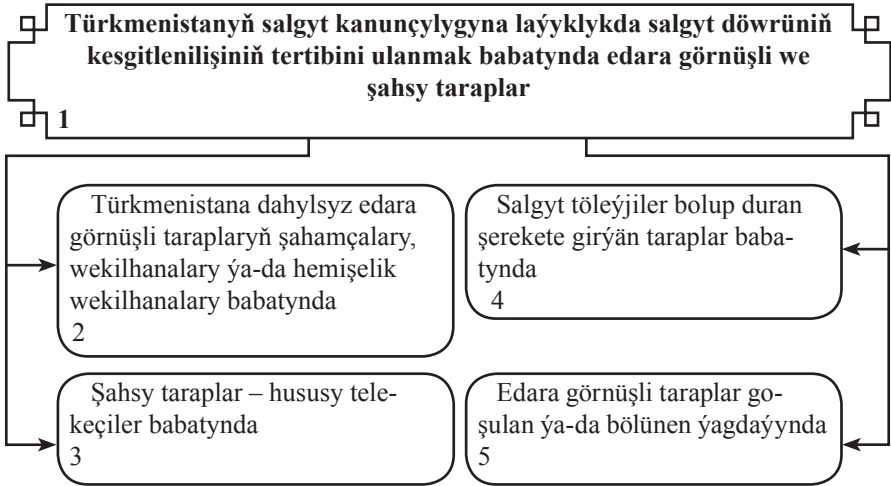 Türkmenistanyň salgyt kanunçylygyna laýyklykda salgyt döwrüniň
kesgitlenilişiniň tertibini ulanmak babatynda edara görnüşli we
şahsy taraplar
1
Türkmenistana dahylsyz edara
görnüşli taraplaryň şahamçalary,
wekilhanalary ýa-da hemişelik
wekilhanalary babatynda
2
Şahsy taraplar – hususy tele-
keçiler babatynda
3
Salgyt töleýjiler bolup duran
şerekete girýän taraplar baba-
tynda
4
Edara görnüşli taraplar go-
şulan ýa-da bölünen ýagdaýynda
5